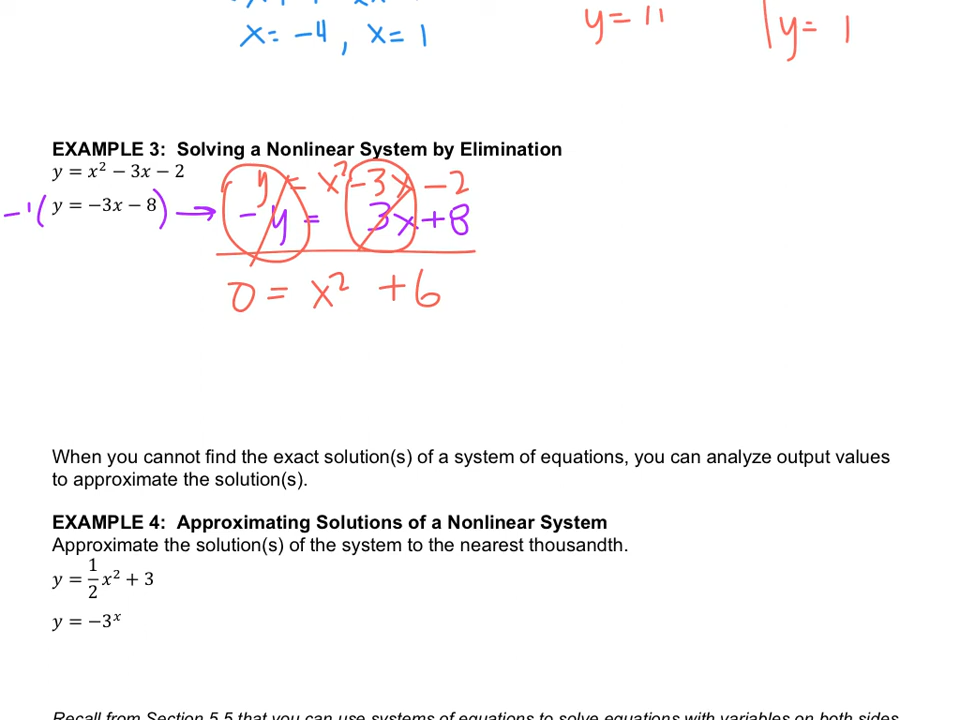 x = -4 , x = 1
y = 11
y = 1
EXAMPLE 3: Solving a Nonlinear System by Elimination
y = x² − 3x − 2
y = x² - 3x - 2
-1( y = −3x − 8 ) → - y = 3x + 8
0 = x² + 6
When you cannot find the exact solution(s) of a system of equations, you can analyze output values
to approximate the solution(s).
EXAMPLE 4: Approximating Solutions of a Nonlinear System
Approximate the solution(s) of the system to the nearest thousandth.
y = 1/2 x² + 3
y = −3ˣ
Recall from Section 5.5 that you can use systems of equations to solve equations with variables on both sides